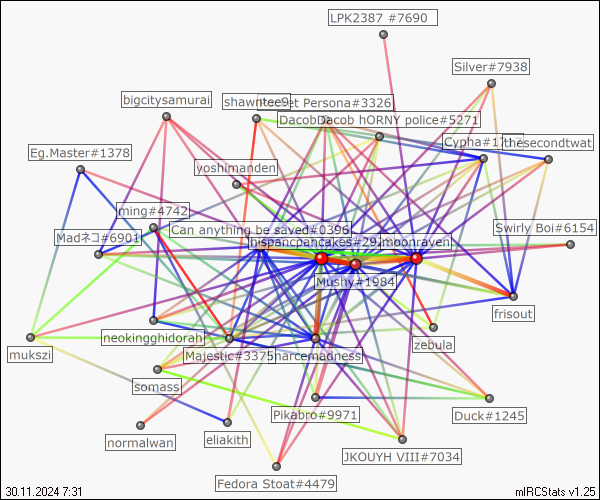 LPK2387 #7690
Silver#7938
bigcitysamurai
shawntee9
et Persona#3326
DacobDacob hORNY police#5271
Cypha
thesecondtwat
Eg.Master#1378
yoshimanden
ming#4742
Can anything be saved#0396
Swirly Boi#6154
Madネコ#6901
hispancpancakes#29
moonraven
Mushy#1984
frisout
neokingghidorah
zebula
mukszi
Majestic#3375
narcemadness
somass
Pikabro#9971
Duck#1245
normalwan
eliakith
JKOUYH VIII#7034
Fedora Stoat#4479
30.11.2024 7:31
mIRCStats v1.25